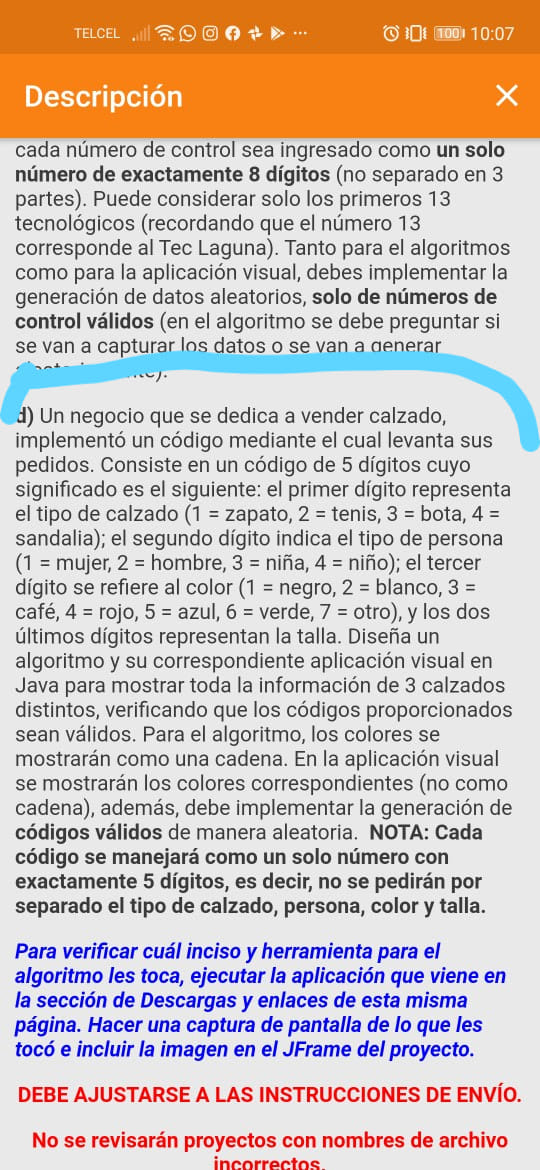 TELCEL 100 10:07
Descripción
cada número de control sea ingresado como un solo
número de exactamente 8 dígitos (no separado en 3
partes). Puede considerar solo los primeros 13
tecnológicos (recordando que el número 13
corresponde al Tec Laguna). Tanto para el algoritmos
como para la aplicación visual, debes implementar la
generación de datos aleatorios, solo de números de
control válidos (en el algoritmo se debe preguntar si
se van a capturar los datos o se van a generar
d) Un negocio que se dedica a vender calzado,
implementó un código mediante el cual levanta sus
pedidos. Consiste en un código de 5 dígitos cuyo
significado es el siguiente: el primer dígito representa
el tipo de calzado (1 = zapato, 2 = tenis, 3 = bota, 4 =
sandalia); el segundo dígito indica el tipo de persona
(1 = mujer, 2 = hombre, 3 = niña, 4 = niño); el tercer
dígito se refiere al color (1 = negro, 2 = blanco, 3 =
café, 4 = rojo, 5 = azul, 6 = verde, 7 = otro), y los dos
últimos dígitos representan la talla. Diseña un
algoritmo y su correspondiente aplicación visual en
Java para mostrar toda la información de 3 calzados
distintos, verificando que los códigos proporcionados
sean válidos. Para el algoritmo, los colores se
mostrarán como una cadena. En la aplicación visual
se mostrarán los colores correspondientes (no como
cadena), además, debe implementar la generación de
códigos válidos de manera aleatoria. NOTA: Cada
código se manejará como un solo número con
exactamente 5 dígitos, es decir, no se pedirán por
separado el tipo de calzado, persona, color y talla.
Para verificar cuál inciso y herramienta para el
algoritmo les toca, ejecutar la aplicación que viene en
la sección de Descargas y enlaces de esta misma
página. Hacer una captura de pantalla de lo que les
tocó e incluir la imagen en el JFrame del proyecto.
DEBE AJUSTARSE A LAS INSTRUCCIONES DE ENVÍO.
No se revisarán proyectos con nombres de archivo
incorrectos.